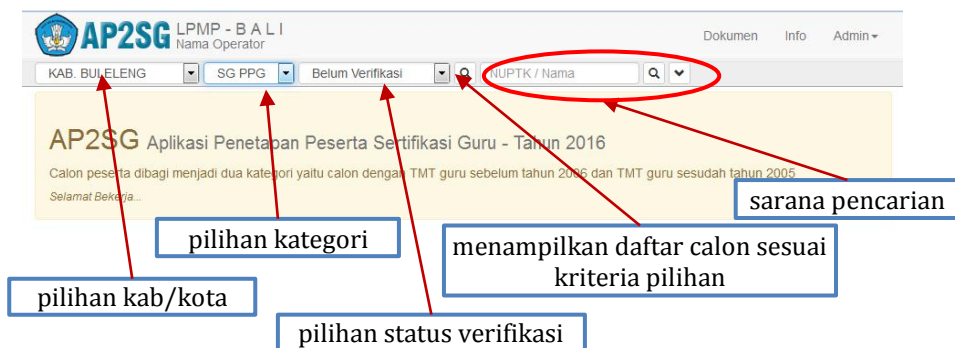 AP2SG LPMP - B A L I
Nama Operator
Dokumen Info Admin
KAB. BULELENG SG PPG Belum Verifikasi NUPTK / Nama
AP2SG Aplikasi Penetapan Peserta Sertifikasi Guru - Tahun 2016
Calon peserta dibagi menjadi dua kategori yaitu calon dengan TMT guru sebelum tahun 2006 dan TMT guru sesudah tahun 2005
Selamat Bekerja...
sarana pencarian
pilihan kategori
menampilkan daftar calon sesuai
kriteria pilihan
pilihan kab/kota
pilihan status verifikasi